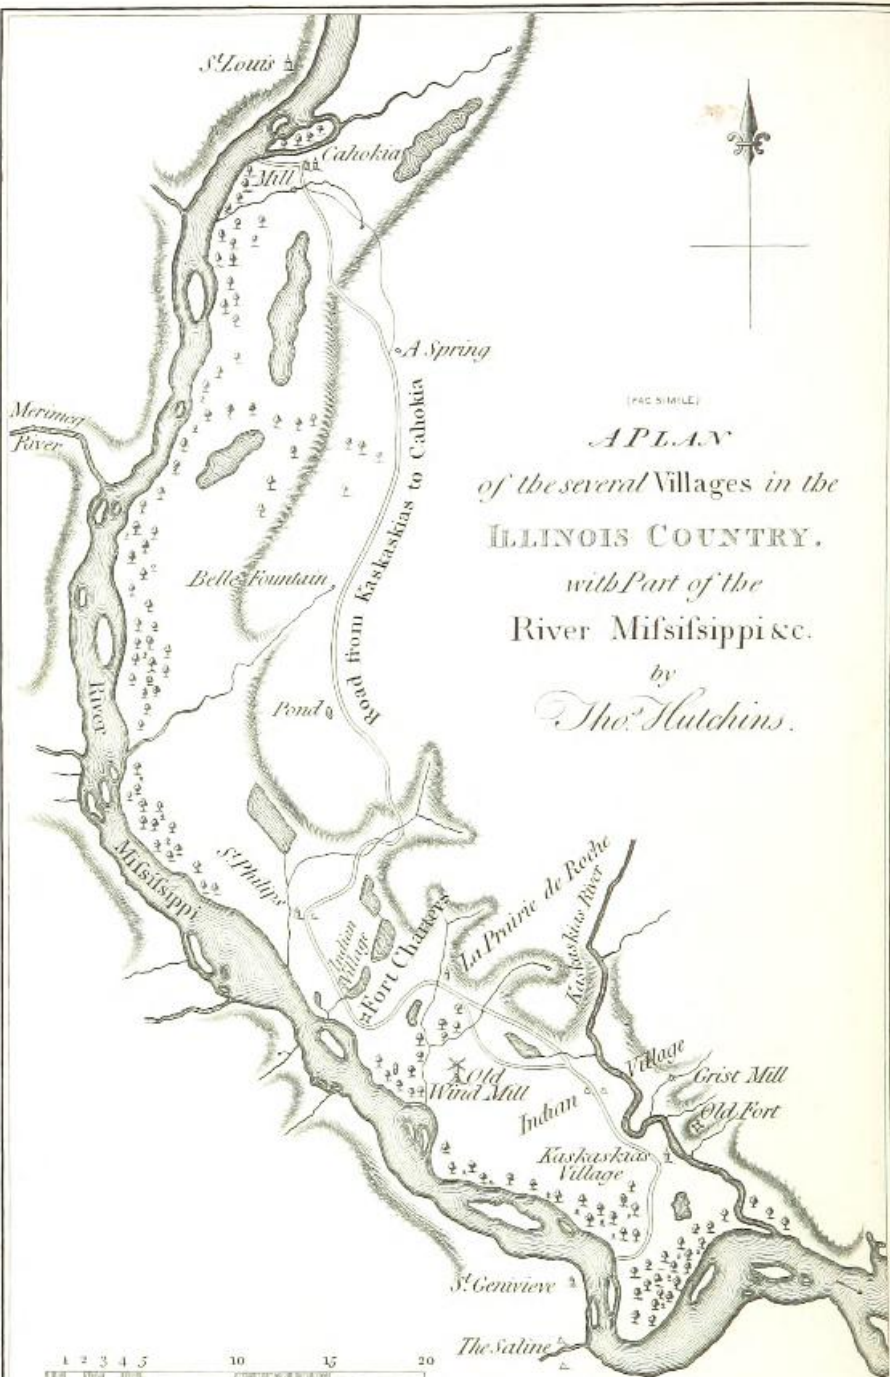 St. Louis
Cahokia
Mill
A Spring
(FAC SIMILE)
A PLAN
of the several Villages in the
ILLINOIS COUNTRY,
with Part of the
River Miſsiſsippi &c.
by
Thos. Hutchins.
Merimeg
River
Road from Kaskaskias to Cahokia
Belle Fountain
Pond
River
Miſsiſsippi
St. Philips
Indian
Village
Fort Charters
La Prairie de Roche
Kaskaskias River
Old
Wind Mill
Indian Village
Grist Mill
Old Fort
Kaskaskias
Village
St. Genivieve
The Saline
1 2 3 4 5 10 15 20